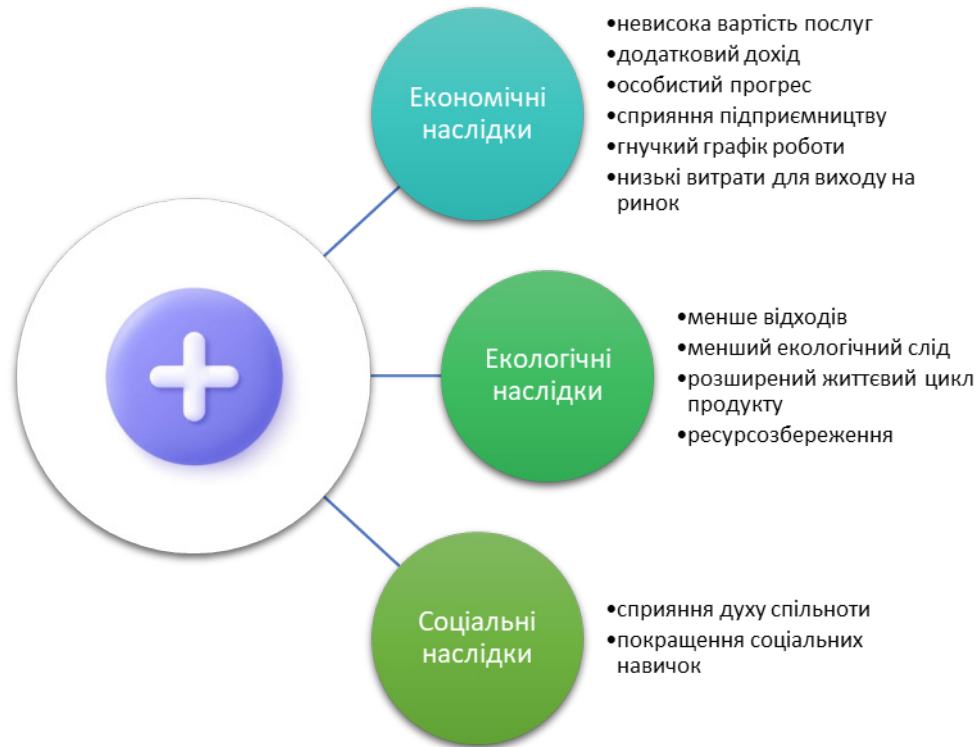 Економічні
наслідки
•невисока вартість послуг
•додатковий дохід
•особистий прогрес
•сприяння підприємництву
•гнучкий графік роботи
•низькі витрати для виходу на
ринок
Екологічні
наслідки
•менше відходів
•менший екологічний слід
•розширений життєвий цикл
продукту
•ресурсозбереження
Соціальні
наслідки
•сприяння духу спільноти
•покращення соціальних
навичок